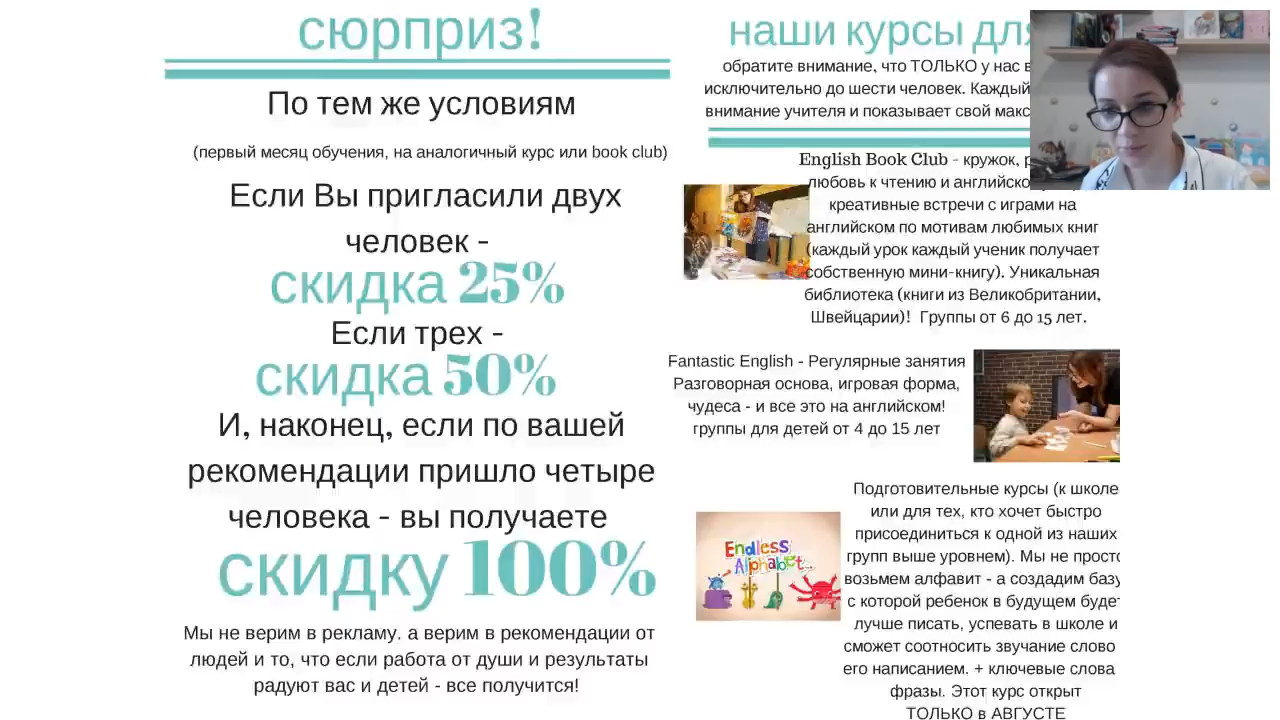 сюрприз!
По тем же условиям
(первый месяц обучения, на аналогичный курс или book club)
Если Вы пригласили двух
человек -
скидка 25%
Если трех -
скидка 50%
И, наконец, если по вашей
рекомендации пришло четыре
человека - вы получаете
скидку 100%
Мы не верим в рекламу. а верим в рекомендации от
людей и то, что если работа от души и результаты
радуют вас и детей - все получится!
наши курсы для
обратите внимание, что ТОЛЬКО у нас в
исключительно до шести человек. Каждый
внимание учителя и показывает свой
English Book Club - кружок,
любовь к чтению и
креативные встречи с играми на
английском по мотивам любимых книг
(каждый урок каждый ученик получает
собственную мини-книгу). Уникальная
библиотека (книги из Великобритании,
Швейцарии)! Группы от 6 до 15 лет.
Fantastic English - Регулярные занятия
Разговорная основа, игровая форма,
чудеса - и все это на английском!
группы для детей от 4 до 15 лет
Endless
Alphabet...
Подготовительные курсы (к школе
или для тех, кто хочет быстро
присоединиться к одной из наших
групп выше уровнем). Мы не просто
возьмем алфавит - а создадим базу
с которой ребенок в будущем будет
лучше писать, успевать в школе и
сможет соотносить звучание слово
его написанием. + ключевые слова
фразы. Этот курс открыт
ТОЛЬКО в АВГУСТЕ